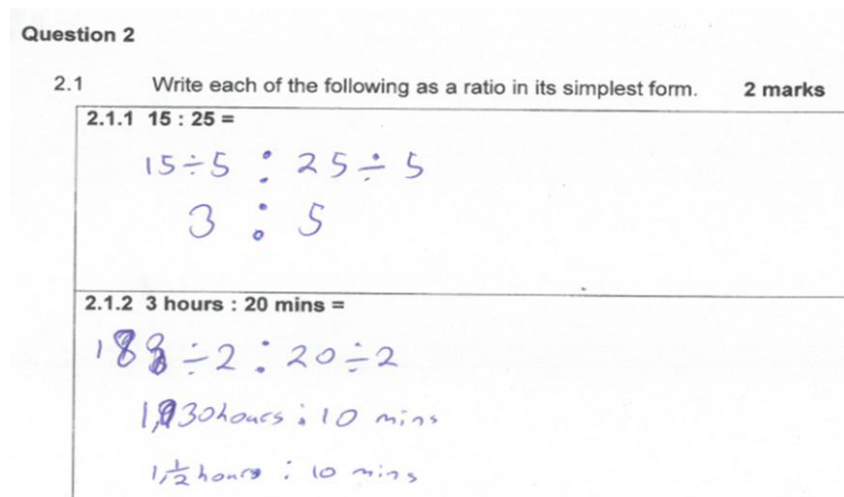 Question 2
2.1 Write each of the following as a ratio in its simplest form. 2 marks
2.1.1 15 : 25 =
15÷5 : 25÷5
3 : 5
2.1.2 3 hours : 20 mins =
÷2 : 20÷2
30hours : 10 mins
1,½ hours : 10 mins